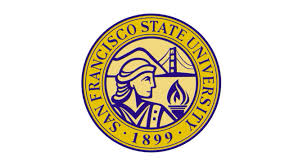 SAN FRANCISCO STATE UNIVERSITY
· 1899 ·